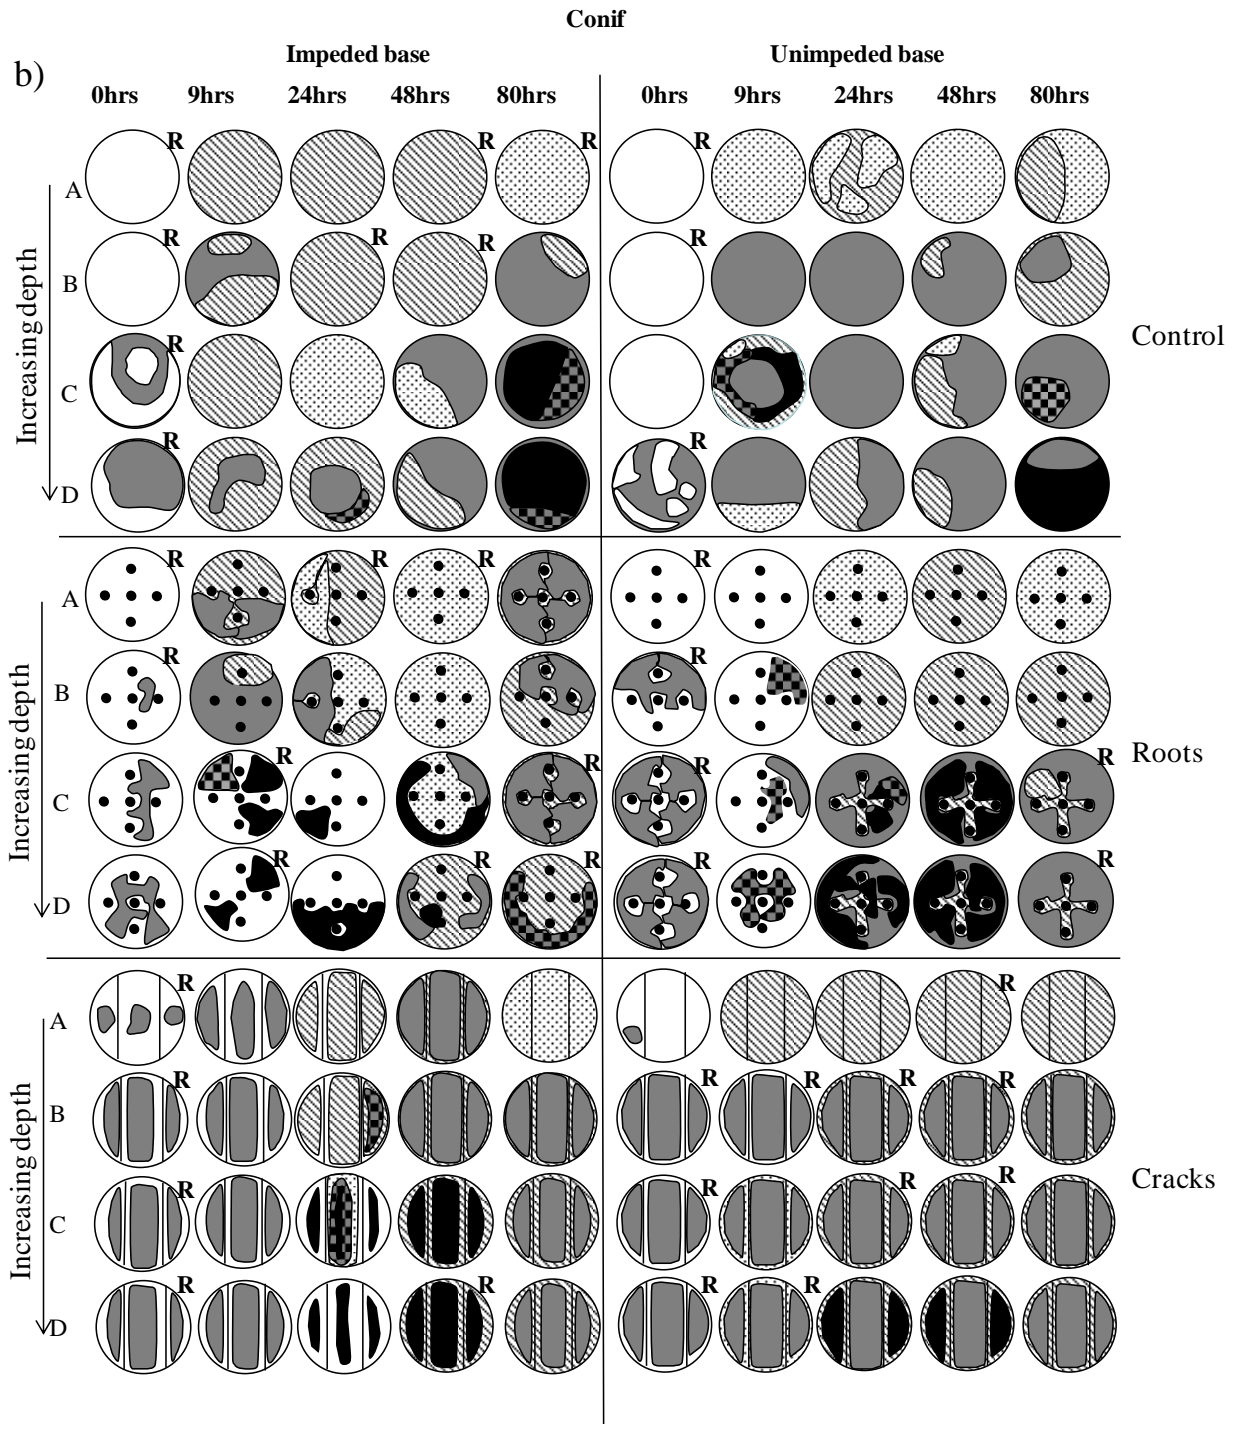 Conif
Impeded base Unimpeded base
b)
0hrs 9hrs 24hrs 48hrs 80hrs 0hrs 9hrs 24hrs 48hrs 80hrs
R R R R
A
R R R R
B
Increasing depth
Control
R
C
R R
D
R R R R
A
R R
B
Increasing depth
Roots
R R R R
C
R R R R R
D
R R
A
R R R R R
B
Increasing depth
Cracks
R R R R
C
R R R R
D